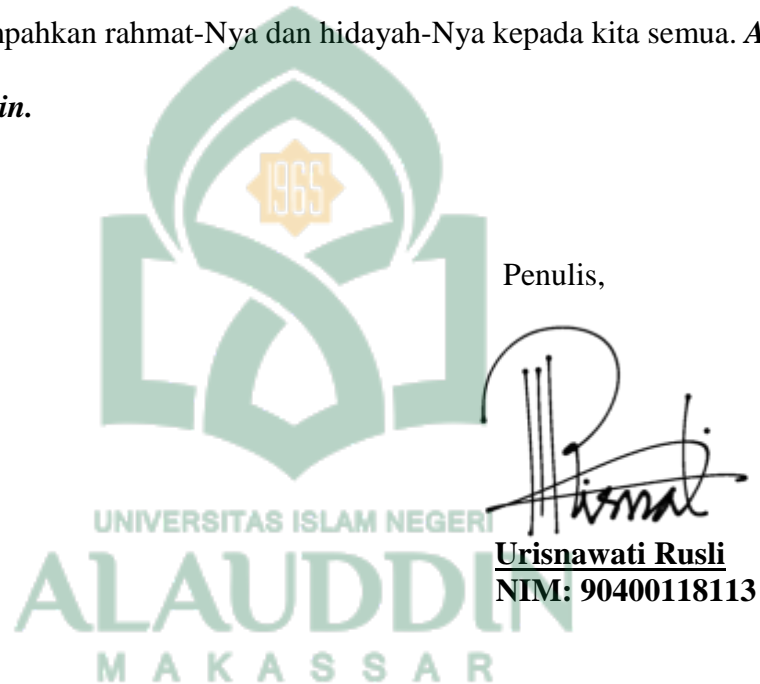 npahkan rahmat-Nya dan hidayah-Nya kepada kita semua. A
in.
1965
Penulis,
UNIVERSITAS ISLAM NEGERI
Urisnawati Rusli
ALAUDDIN
NIM: 90400118113
MAKASSAR